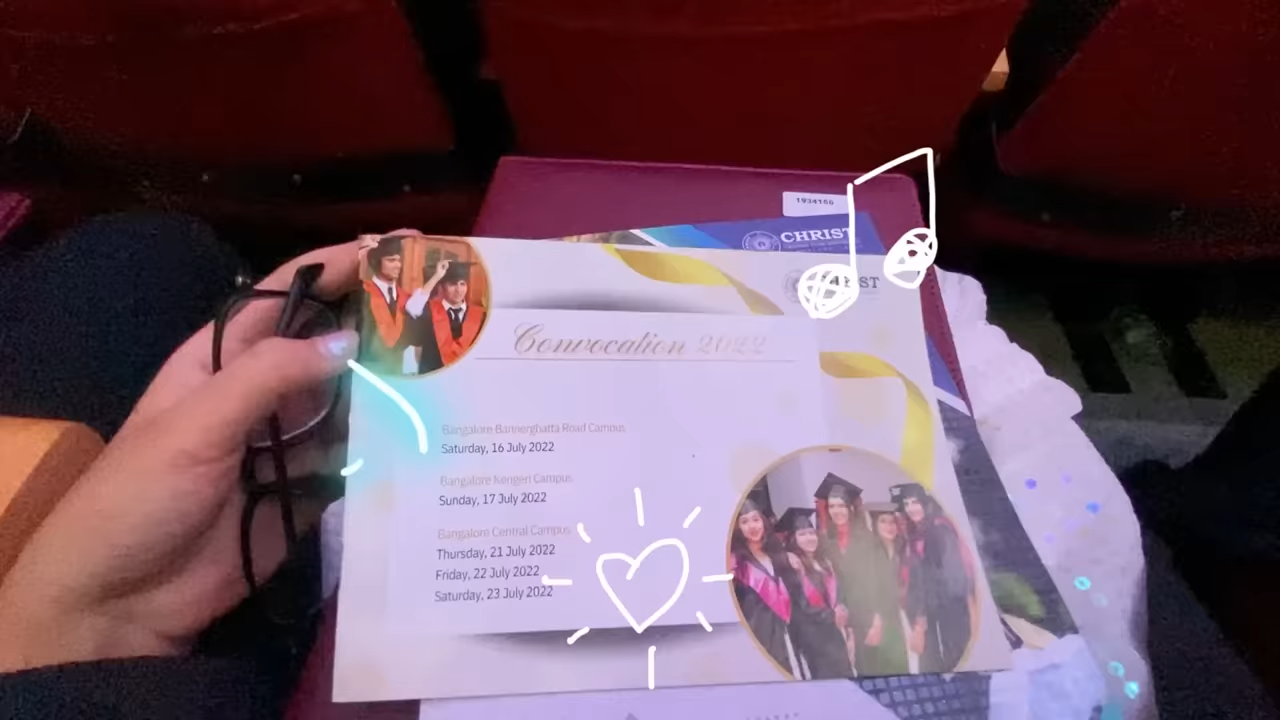 1934156
CHRIST
Convocation 2022
Bangalore Bannerghatta Road Campus
Saturday, 16 July 2022
Bangalore Kengeri Campus
Sunday, 17 July 2022
Bangalore Central Campus
Thursday, 21 July 2022
Friday, 22 July 2022
Saturday, 23 July 2022